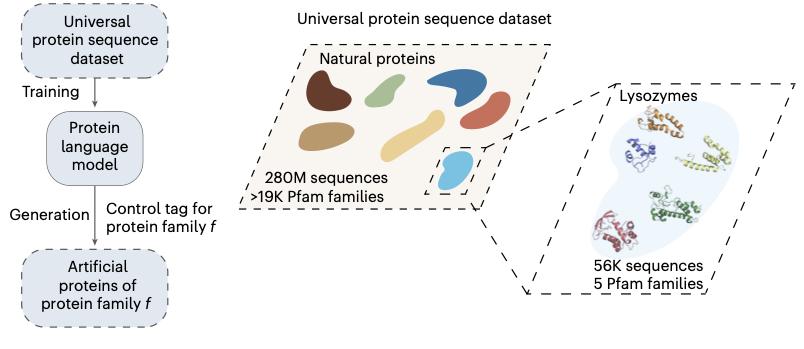 Universal
protein sequence
dataset
Training
Protein
language
model
Generation
Control tag for
protein family f
Artificial
proteins of
protein family f
Universal protein sequence dataset
Natural proteins
280M sequences
>19K Pfam families
Lysozymes
56K sequences
5 Pfam families